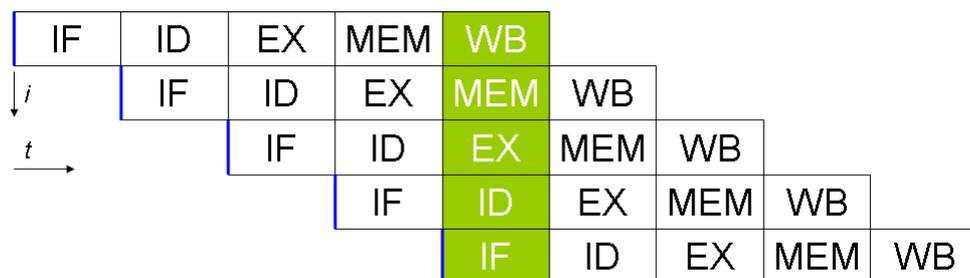 IF ID EX MEM WB
i IF ID EX MEM WB
t IF ID EX MEM WB
IF ID EX MEM WB
IF ID EX MEM WB